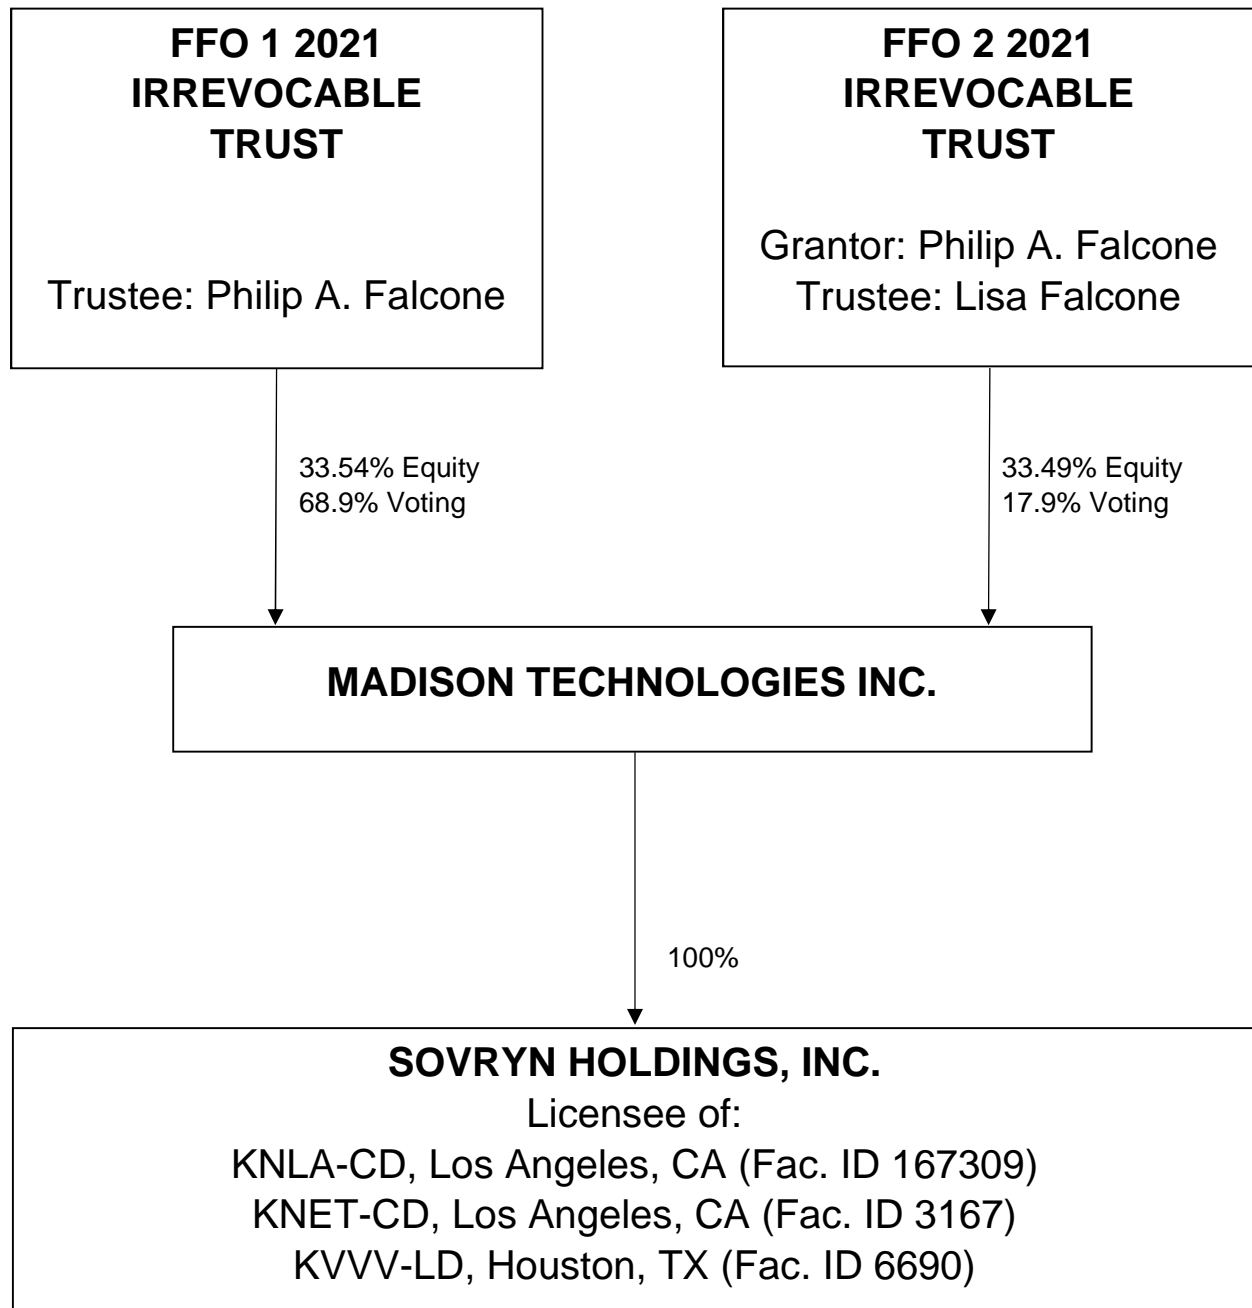 FFO 1 2021
IRREVOCABLE
TRUST
Trustee: Philip A. Falcone
FFO 2 2021
IRREVOCABLE
TRUST
Grantor: Philip A. Falcone
Trustee: Lisa Falcone
33.54% Equity
68.9% Voting
33.49% Equity
17.9% Voting
MADISON TECHNOLOGIES INC.
100%
SOVRYN HOLDINGS, INC.
Licensee of:
KNLA-CD, Los Angeles, CA (Fac. ID 167309)
KNET-CD, Los Angeles, CA (Fac. ID 3167)
KVVV-LD, Houston, TX (Fac. ID 6690)